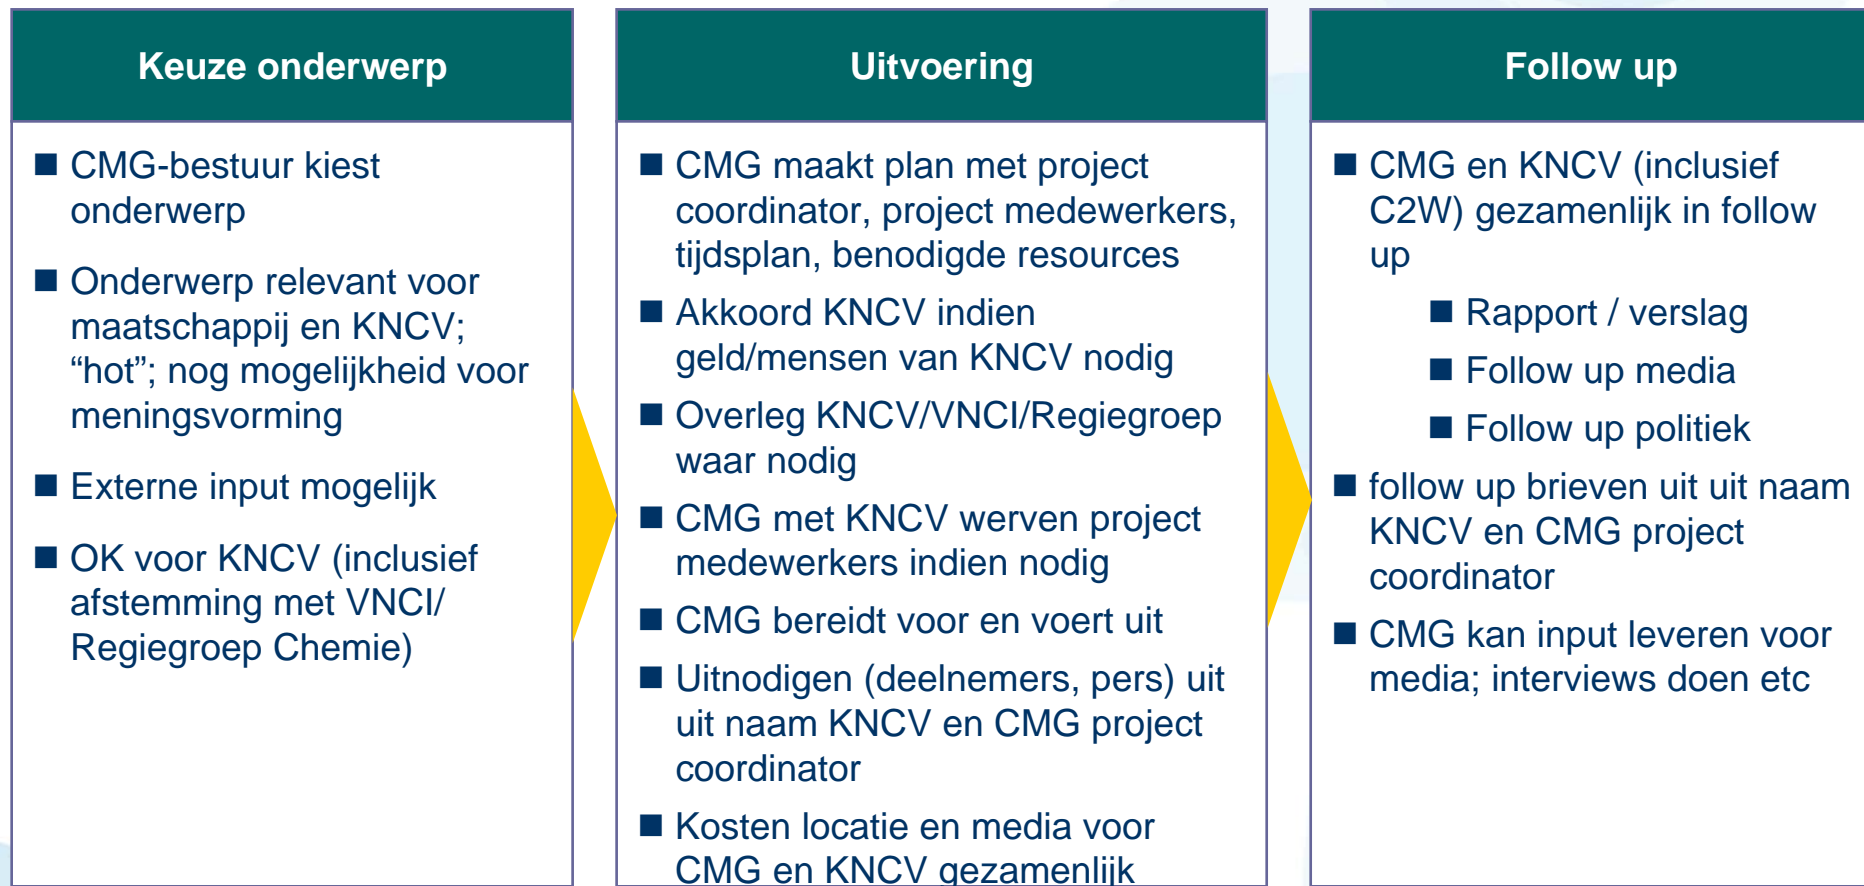 Keuze onderwerp
■ CMG-bestuur kiest
onderwerp
■ Onderwerp relevant voor
maatschappij en KNCV;
“hot”; nog mogelijkheid voor
meningsvorming
■ Externe input mogelijk
■ OK voor KNCV (inclusief
afstemming met VNCI/
Regiegroep Chemie)
Uitvoering
■ CMG maakt plan met project
coordinator, project medewerkers,
tijdsplan, benodigde resources
■ Akkoord KNCV indien
geld/mensen van KNCV nodig
■ Overleg KNCV/VNCI/Regiegroep
waar nodig
■ CMG met KNCV werven project
medewerkers indien nodig
■ CMG bereidt voor en voert uit
■ Uitnodigen (deelnemers, pers) uit
uit naam KNCV en CMG project
coordinator
■ Kosten locatie en media voor
CMG en KNCV gezamenlijk
Follow up
■ CMG en KNCV (inclusief
C2W) gezamenlijk in follow
up
■ Rapport / verslag
■ Follow up media
■ Follow up politiek
■ follow up brieven uit uit naam
KNCV en CMG project
coordinator
■ CMG kan input leveren voor
media; interviews doen etc